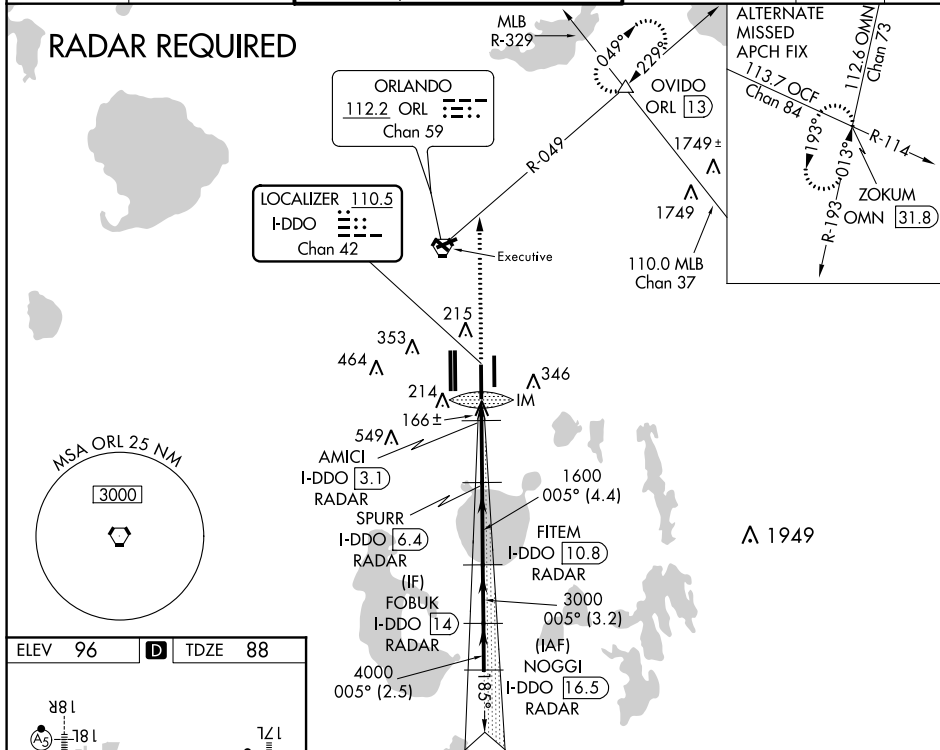 RADAR REQUIRED
MLB
R-329
049°
229°
OVIDO
ORL 13
ORLANDO
112.2 ORL
Chan 59
R-049
1749 ±
1749
110.0 MLB
Chan 37
ALTERNATE
MISSED
APCH FIX
112.6 OMN
Chan 73
113.7 OCF
Chan 84
R-114
193°
013°
R-193
ZOKUM
OMN 31.8
LOCALIZER 110.5
I-DDO
Chan 42
Executive
215
353
464
346
214
IM
166 ±
549
AMICI
I-DDO 3.1
RADAR
SPURR
I-DDO 6.4
RADAR
1600
005° (4.4)
FITEM
I-DDO 10.8
RADAR
(IF)
FOBUK
I-DDO 14
RADAR
3000
005° (3.2)
(IAF)
NOGGI
I-DDO 16.5
RADAR
4000
005° (2.5)
185°
1949
MSA ORL 25 NM
3000
ELEV 96 D TDZE 88
18R
A5
18L
17L